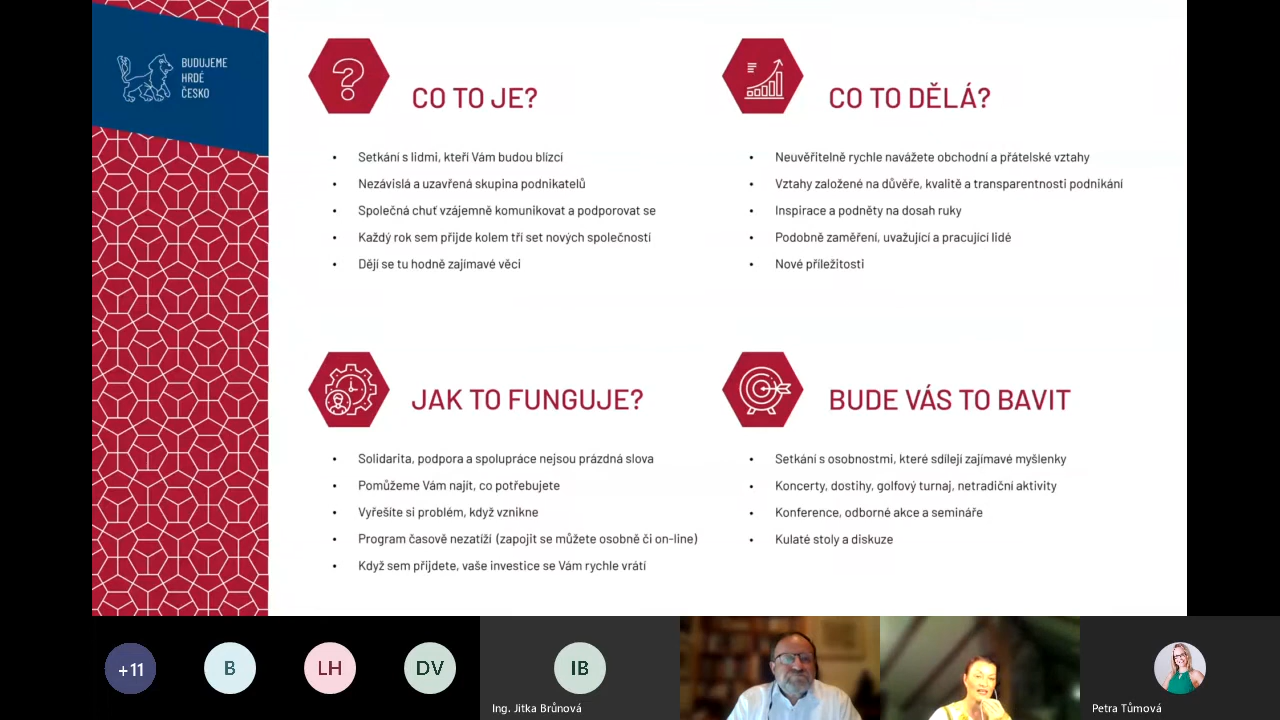 BUDUJEME
HRDÉ
ČESKO
CO TO JE?
• Setkání s lidmi, kteří Vám budou blízcí
• Nezávislá a uzavřená skupina podnikatelů
• Společná chuť vzájemně komunikovat a podporovat se
• Každý rok sem přijde kolem tří set nových společností
• Dějí se tu hodně zajímavé věci
CO TO DĚLÁ?
• Neuvěřitelně rychle navážete obchodní a přátelské vztahy
• Vztahy založené na důvěře, kvalitě a transparentnosti podnikání
• Inspirace a podněty na dosah ruky
• Podobně zaměření, uvažující a pracující lidé
• Nové příležitosti
JAK TO FUNGUJE?
• Solidarita, podpora a spolupráce nejsou prázdná slova
• Pomůžeme Vám najít, co potřebujete
• Vyřešíte si problém, když vznikne
• Program časově nezatíží (zapojit se můžete osobně či on-line)
• Když sem přijdete, vaše investice se Vám rychle vrátí
BUDE VÁS TO BAVIT
• Setkání s osobnostmi, které sdílejí zajímavé myšlenky
• Koncerty, dostihy, golfový turnaj, netradiční aktivity
• Konference, odborné akce a semináře
• Kulaté stoly a diskuze
+11
B
LH
DV
IB
Ing. Jitka Brůnová
Petra Tůmová